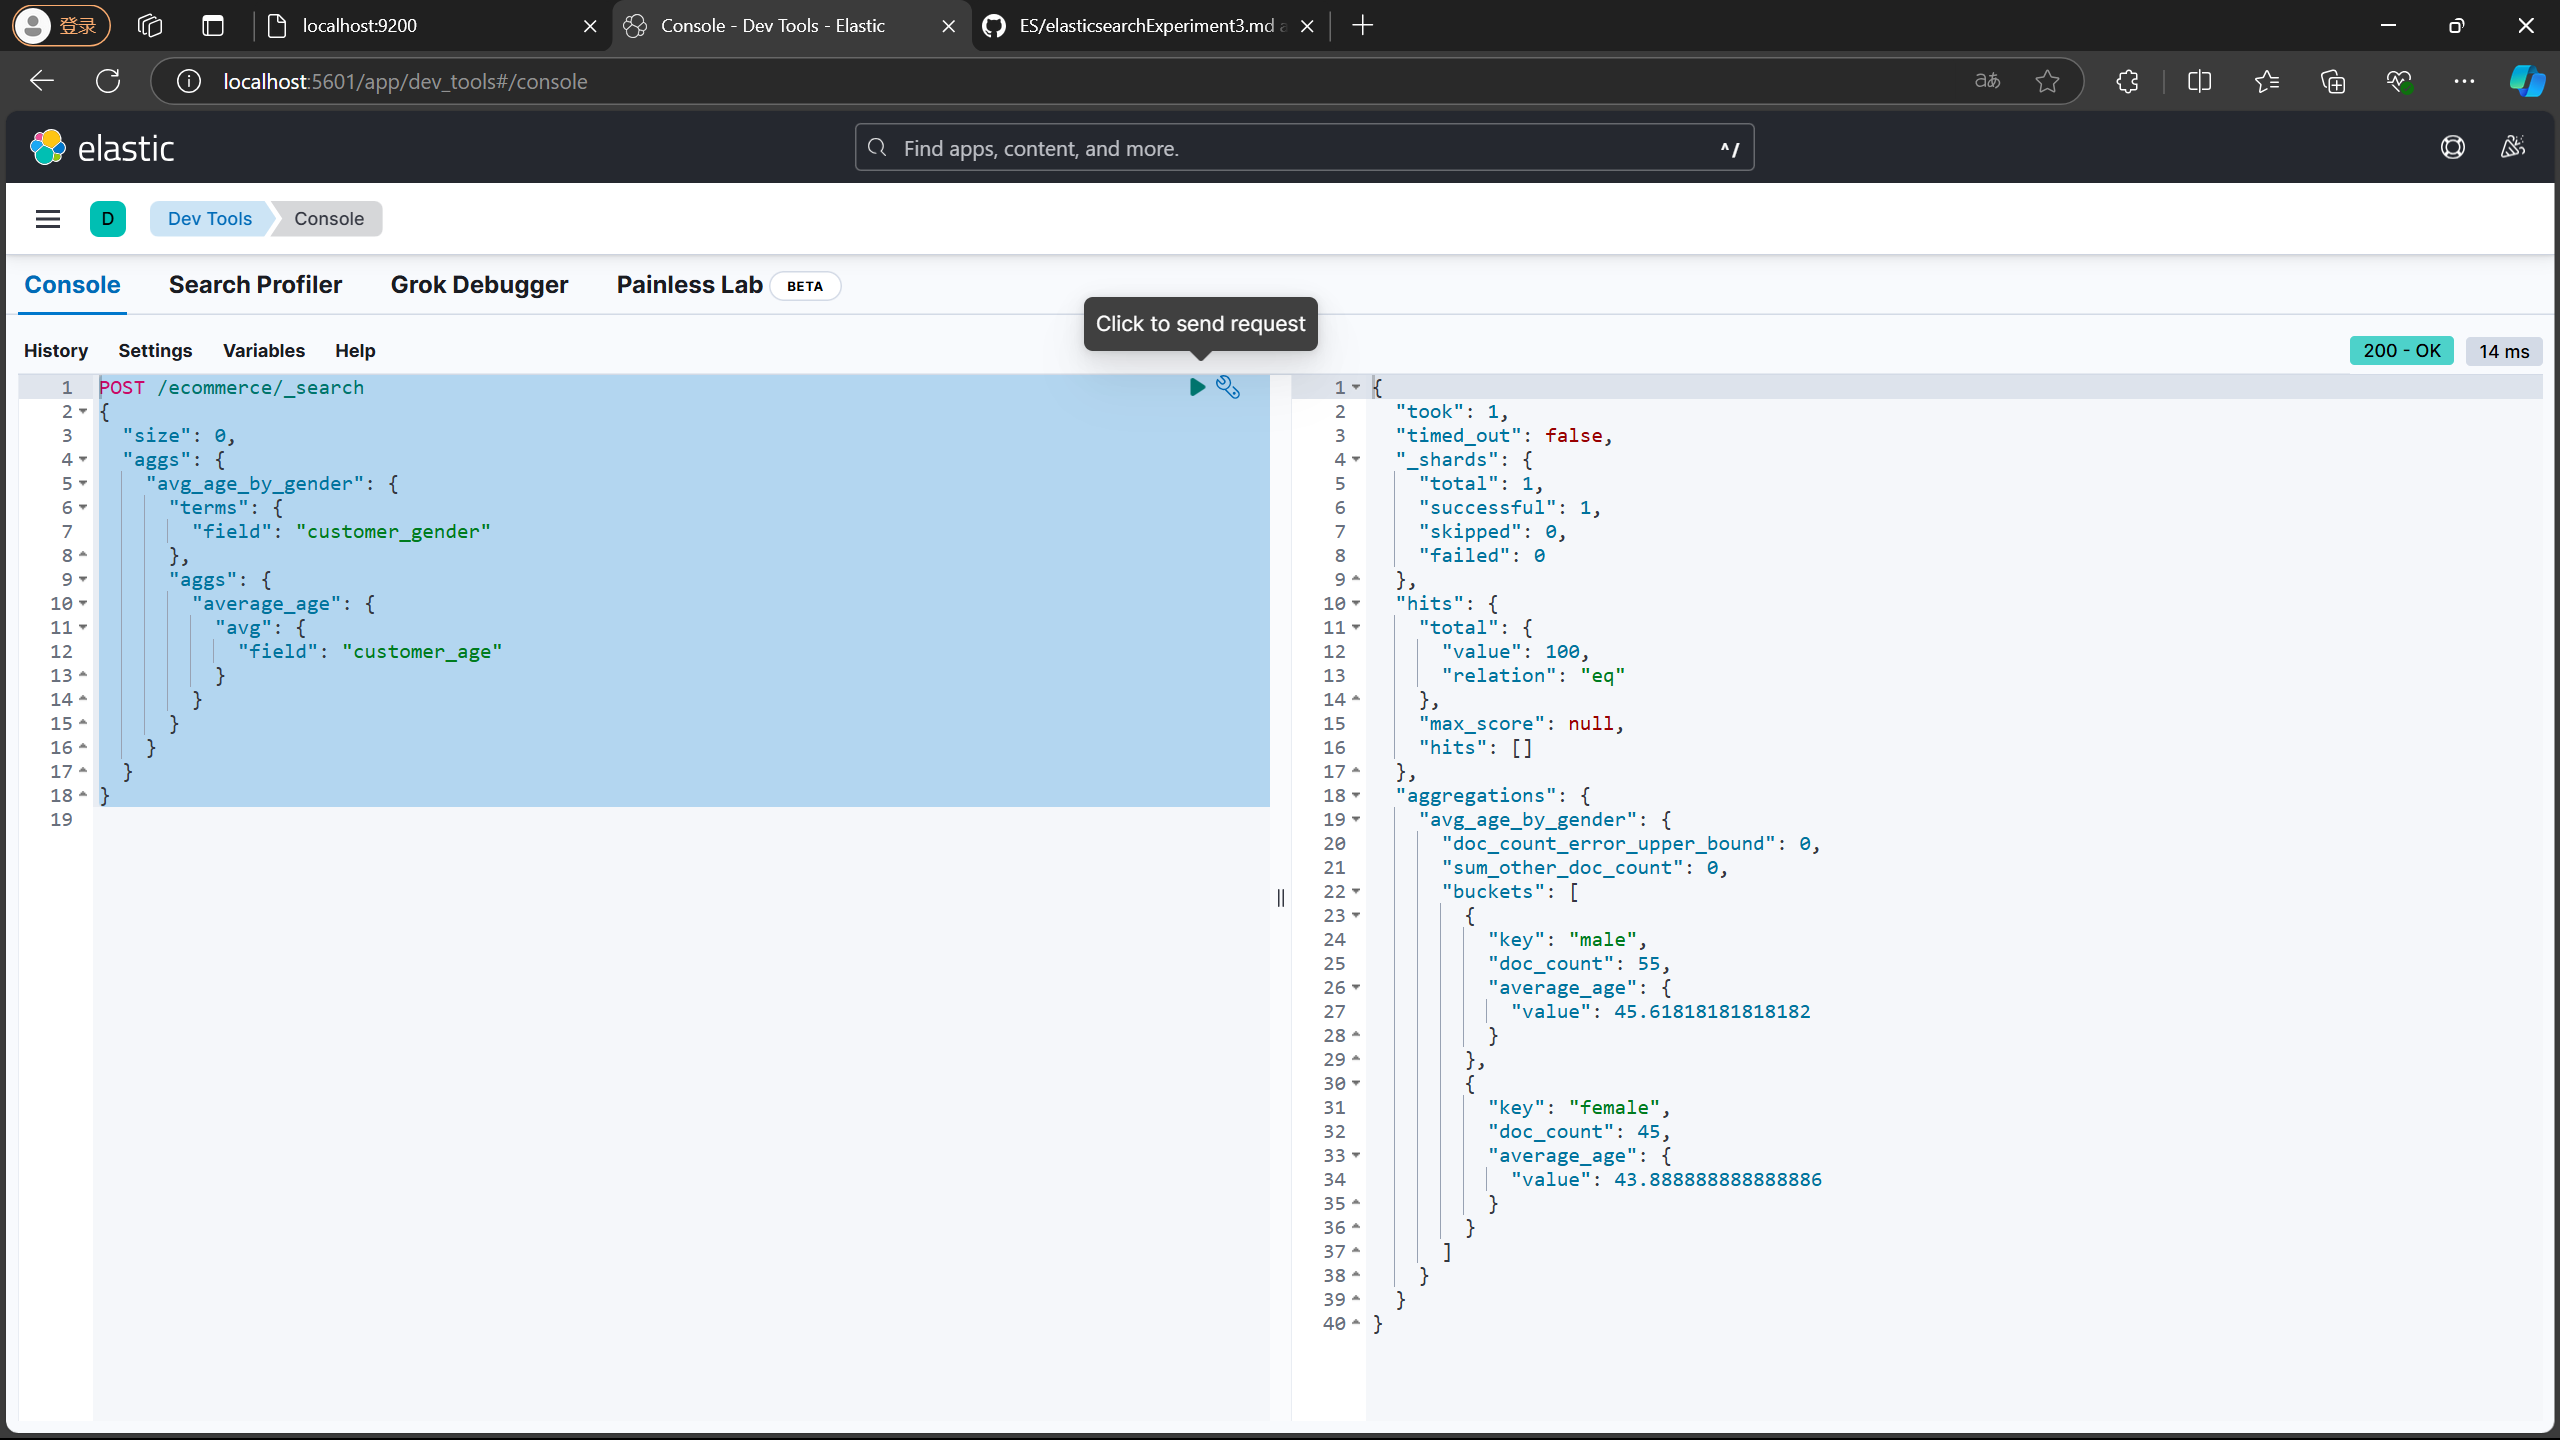 登录
localhost:9200
Console - Dev Tools - Elastic
ES/elasticsearchExperiment3.md a
localhost:5601/app/dev_tools#/console
aあ
elastic
Find apps, content, and more.
^/
D
Dev Tools
Console
Console
Search Profiler
Grok Debugger
Painless Lab
BETA
Click to send request
History
Settings
Variables
Help
200 - OK
14 ms
1 POST /ecommerce/_search
2 {
3 "size": 0,
4 "aggs": {
5 "avg_age_by_gender": {
6 "terms": {
7 "field": "customer_gender"
8 },
9 "aggs": {
10 "average_age": {
11 "avg": {
12 "field": "customer_age"
13 }
14 }
15 }
16 }
17 }
18 }
19
1 {
2 "took": 1,
3 "timed_out": false,
4 "_shards": {
5 "total": 1,
6 "successful": 1,
7 "skipped": 0,
8 "failed": 0
9 },
10 "hits": {
11 "total": {
12 "value": 100,
13 "relation": "eq"
14 },
15 "max_score": null,
16 "hits": []
17 },
18 "aggregations": {
19 "avg_age_by_gender": {
20 "doc_count_error_upper_bound": 0,
21 "sum_other_doc_count": 0,
22 "buckets": [
23 {
24 "key": "male",
25 "doc_count": 55,
26 "average_age": {
27 "value": 45.61818181818182
28 }
29 },
30 {
31 "key": "female",
32 "doc_count": 45,
33 "average_age": {
34 "value": 43.888888888888886
35 }
36 }
37 ]
38 }
39 }
40 }